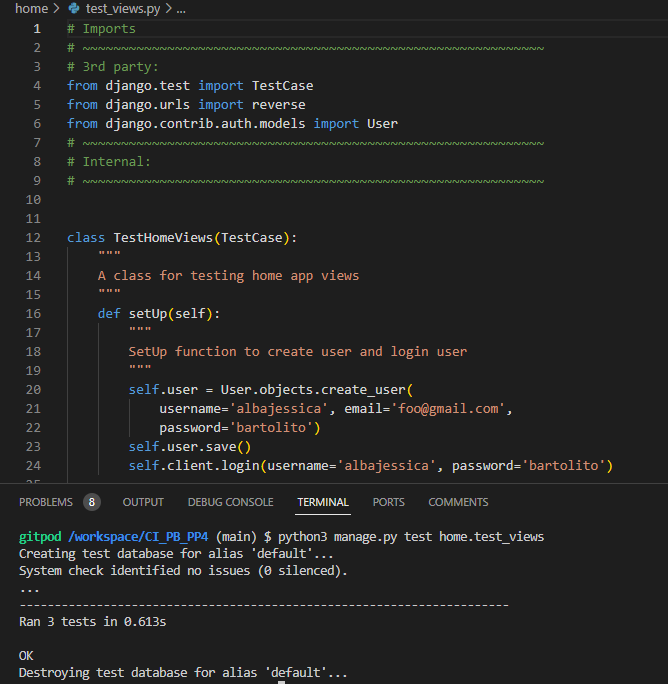 home > test_views.py > ...
1 # Imports
2 # ~~~~~~~~~~~~~~~~~~~~~~~~~~~~~~~~~~~~~~~~~~~~~~~~~~~~~~~~~~~~
3 # 3rd party:
4 from django.test import TestCase
5 from django.urls import reverse
6 from django.contrib.auth.models import User
7 # ~~~~~~~~~~~~~~~~~~~~~~~~~~~~~~~~~~~~~~~~~~~~~~~~~~~~~~~~~~~~
8 # Internal:
9 # ~~~~~~~~~~~~~~~~~~~~~~~~~~~~~~~~~~~~~~~~~~~~~~~~~~~~~~~~~~~~
10
11
12 class TestHomeViews(TestCase):
13     """
14     A class for testing home app views
15     """
16     def setUp(self):
17         """
18         SetUp function to create user and login user
19         """
20         self.user = User.objects.create_user(
21             username='albajessica', email='foo@gmail.com',
22             password='bartolito')
23         self.user.save()
24         self.client.login(username='albajessica', password='bartolito')
PROBLEMS 8 OUTPUT DEBUG CONSOLE TERMINAL PORTS COMMENTS
gitpod /workspace/CI_PB_PP4 (main) $ python3 manage.py test home.test_views
Creating test database for alias 'default'...
System check identified no issues (0 silenced).
...
----------------------------------------------------------------------
Ran 3 tests in 0.613s
OK
Destroying test database for alias 'default'...